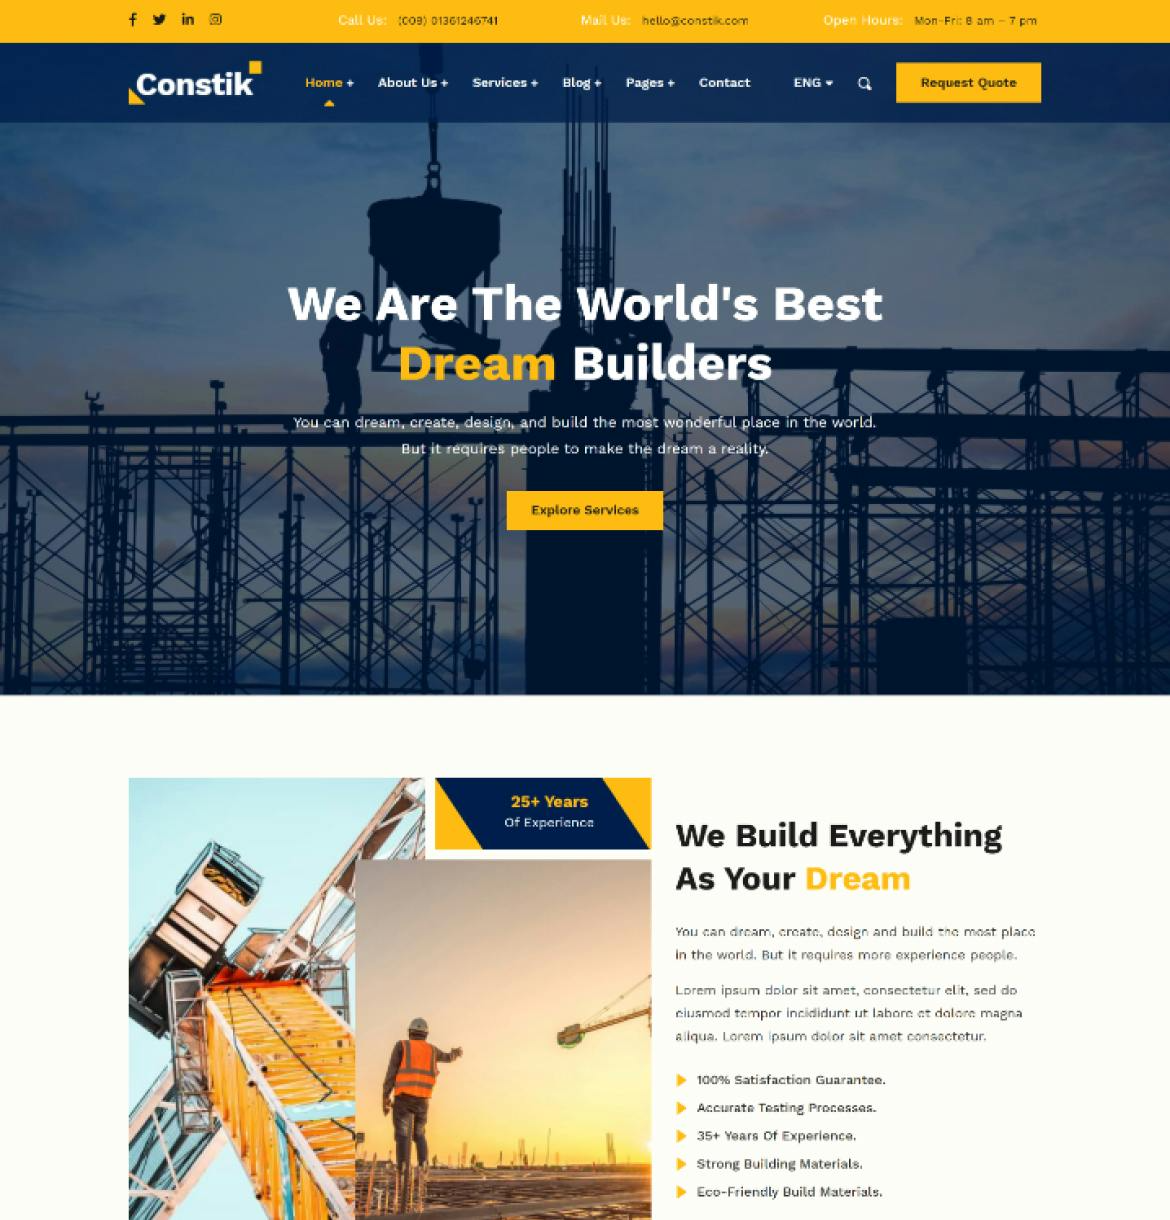 Call Us: (009) 01361246741 Mail Us: hello@constik.com Open Hours: Mon-Fri: 8 am - 7 pm
Constik Home + About Us + Services + Blog + Pages + Contact ENG Request Quote
We Are The World's Best
Dream Builders
You can dream, create, design, and build the most wonderful place in the world.
But it requires people to make the dream a reality.
Explore Services
25+ Years
Of Experience
We Build Everything
As Your Dream
You can dream, create, design and build the most place
in the world. But it requires more experience people.
Lorem ipsum dolor sit amet, consectetur elit, sed do
eiusmod tempor incididunt ut labore et dolore magna
aliqua. Lorem ipsum dolor sit amet consectetur.
100% Satisfaction Guarantee.
Accurate Testing Processes.
35+ Years Of Experience.
Strong Building Materials.
Eco-Friendly Build Materials.